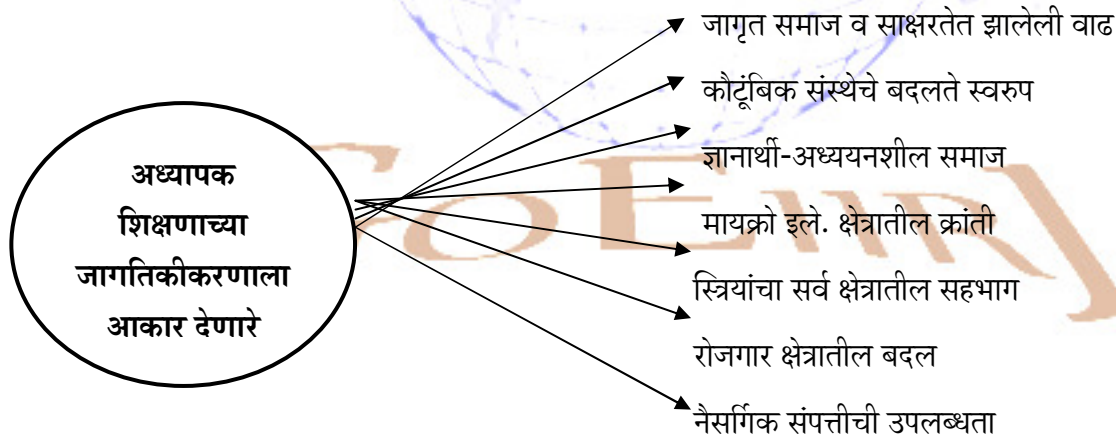 जागृत समाज व साक्षरतेत झालेली वाढ
कौटूंबिक संस्थेचे बदलते स्वरुप
ज्ञानार्थी-अध्ययनशील समाज
मायक्रो इले. क्षेत्रातील क्रांती
स्त्रियांचा सर्व क्षेत्रातील सहभाग
रोजगार क्षेत्रातील बदल
नैसर्गिक संपत्तीची उपलब्धता
अध्यापक
शिक्षणाच्या
जागतिकीकरणाला
आकार देणारे